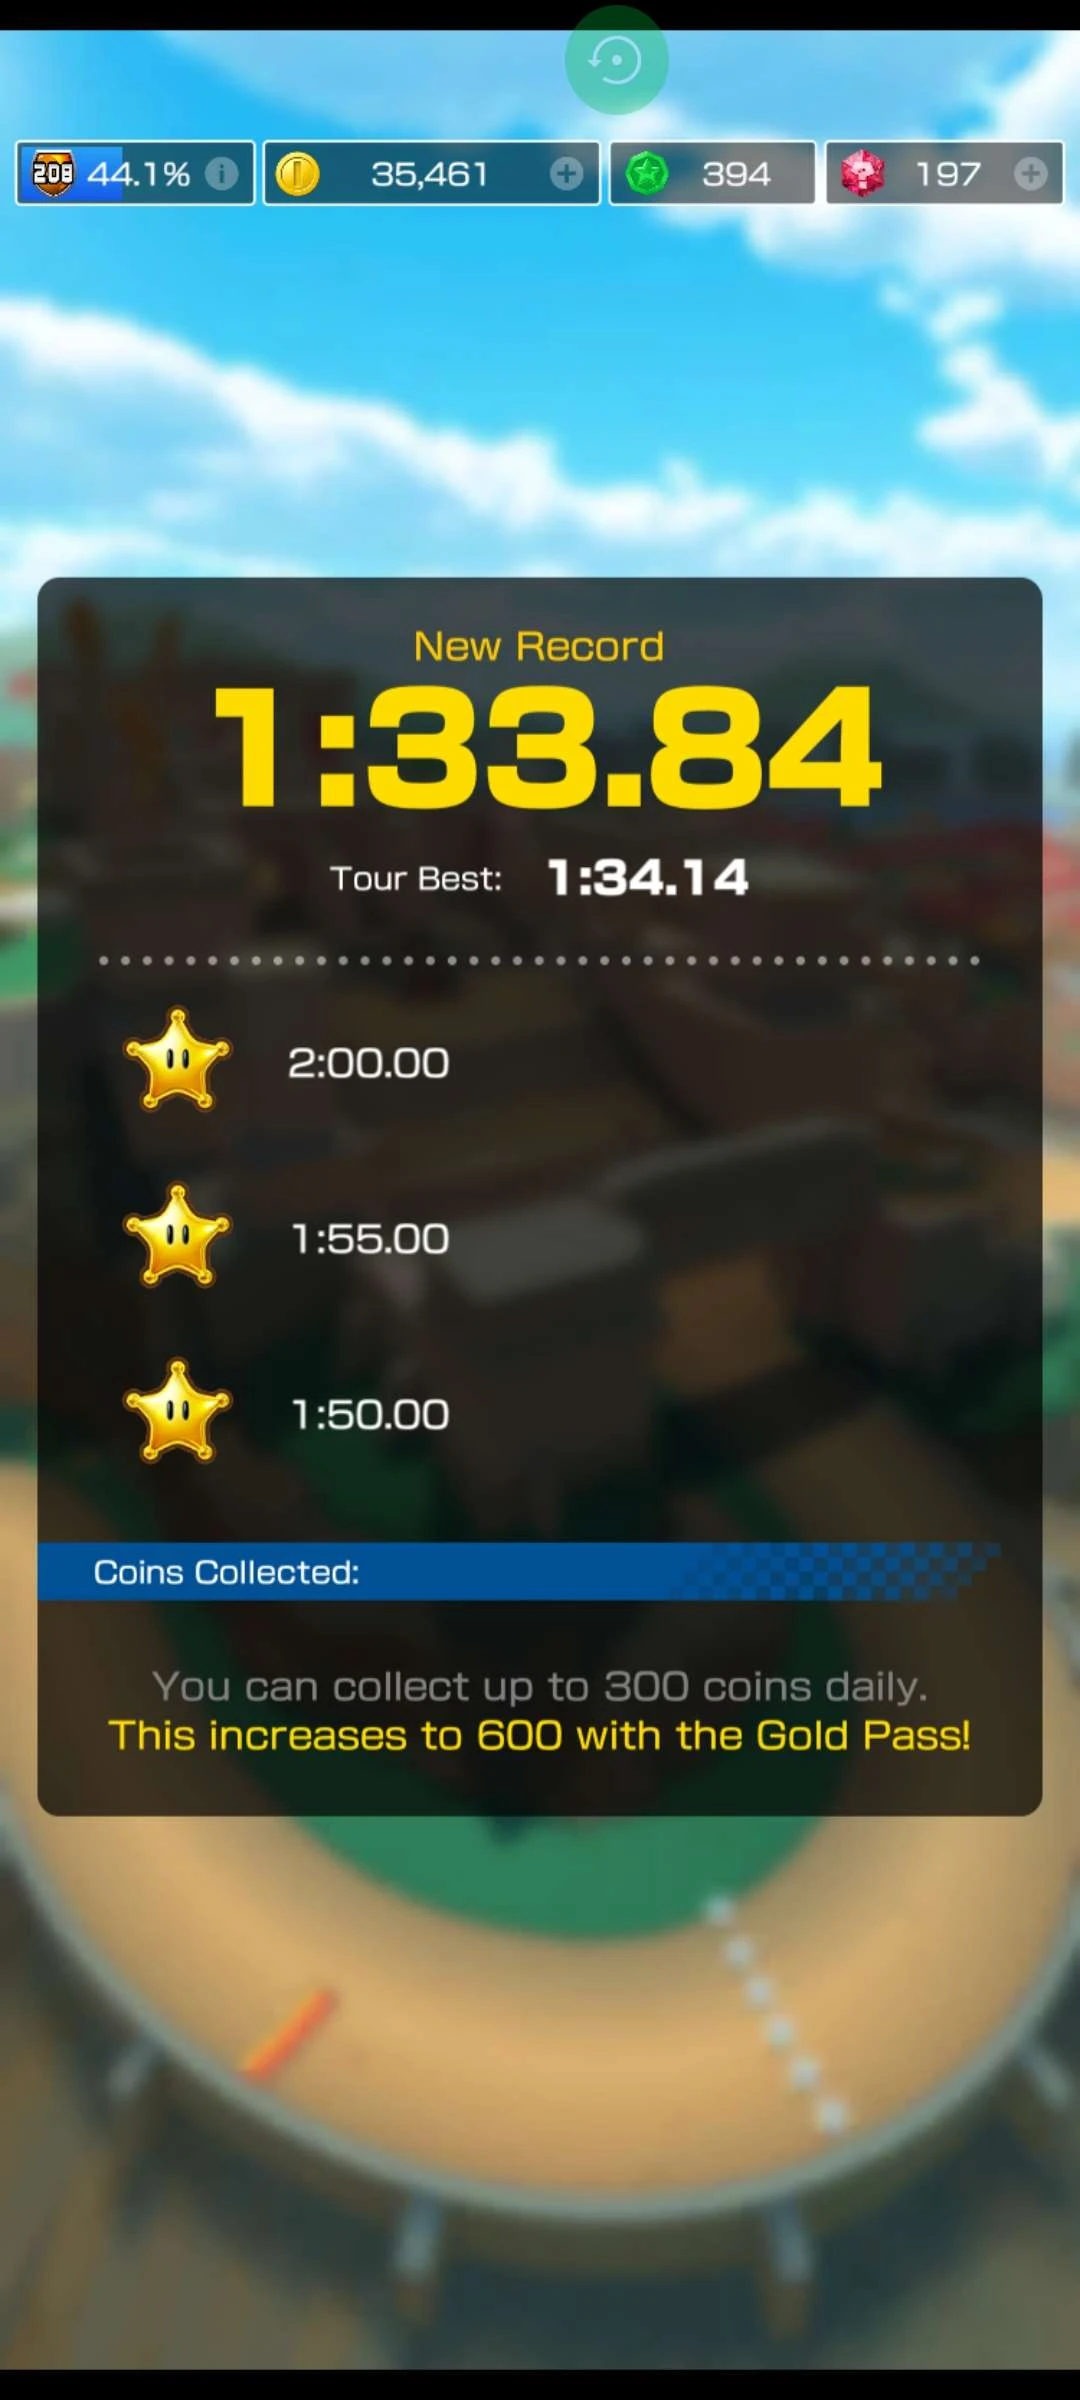 208 44.1% 35,461 394 197
New Record
1:33.84
Tour Best: 1:34.14
2:00.00
1:55.00
1:50.00
Coins Collected:
You can collect up to 300 coins daily.
This increases to 600 with the Gold Pass!